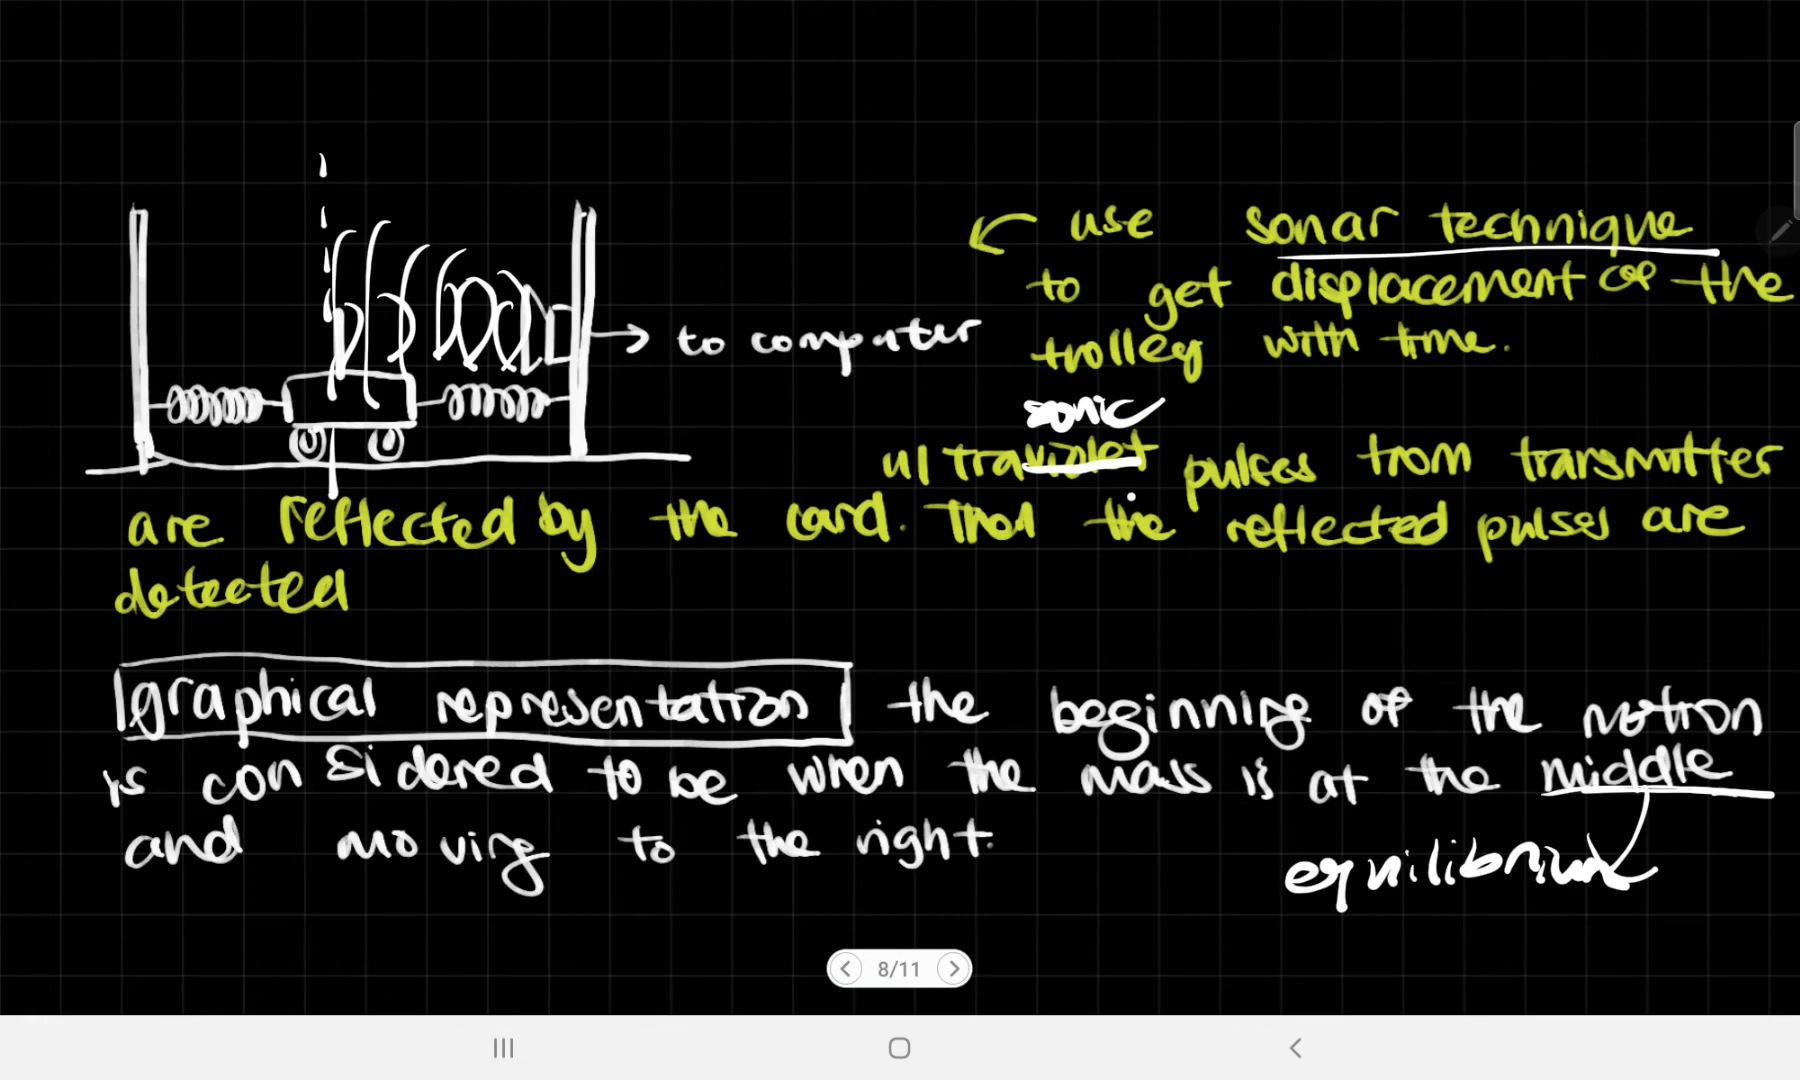 use sonar technique
to get displacement of the
to computer
trolley with time.
sonic
ultraviolet pulses from transmitter
are reflected by the card. Then the reflected pulses are
detected
graphical representation the beginning of the motion
is considered to be when the mass is at the middle
and moving to the right.
equilibrium
8/11